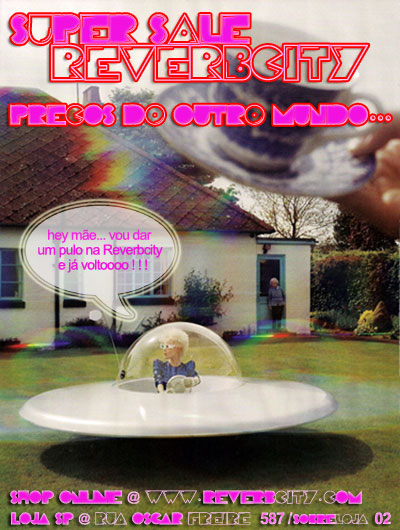 SUPER SALE
REVERBCITY
PREÇOS DO OUTRO MUNDO...
hey mãe... vou dar
um pulo na Reverbcity
e já voltoooo ! ! !
SHOP ONLINE @ WWW.REVERBCITY.COM
LOJA SP @ RUA OSCAR FREIRE 587 / SOBRELOJA 02